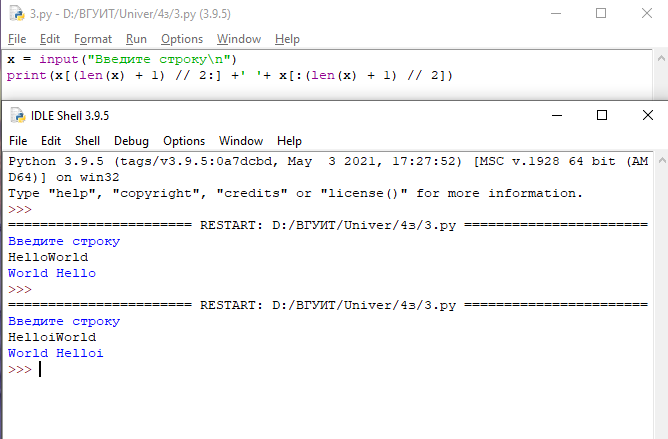 3.py - D:/ВГУИТ/Univer/4з/3.py (3.9.5)
File Edit Format Run Options Window Help
x = input("Введите строку\n")
print(x[(len(x) + 1) // 2:] +' '+ x[:(len(x) + 1) // 2])
IDLE Shell 3.9.5
File Edit Shell Debug Options Window Help
Python 3.9.5 (tags/v3.9.5:0a7dcbd, May  3 2021, 17:27:52) [MSC v.1928 64 bit (AM
D64)] on win32
Type "help", "copyright", "credits" or "license()" for more information.
>>>
======================= RESTART: D:/ВГУИТ/Univer/4з/3.py =======================
Введите строку
HelloWorld
World Hello
>>>
======================= RESTART: D:/ВГУИТ/Univer/4з/3.py =======================
Введите строку
HelloiWorld
World Helloi
>>>